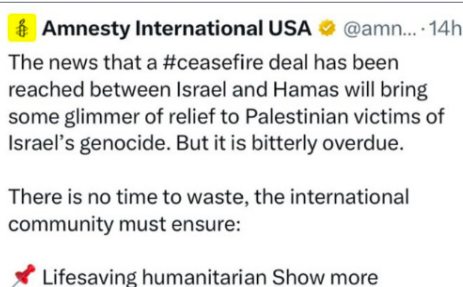 Amnesty International USA @amn... · 14h
The news that a #ceasefire deal has been
reached between Israel and Hamas will bring
some glimmer of relief to Palestinian victims of
Israel's genocide. But it is bitterly overdue.
There is no time to waste, the international
community must ensure:
📌 Lifesaving humanitarian Show more